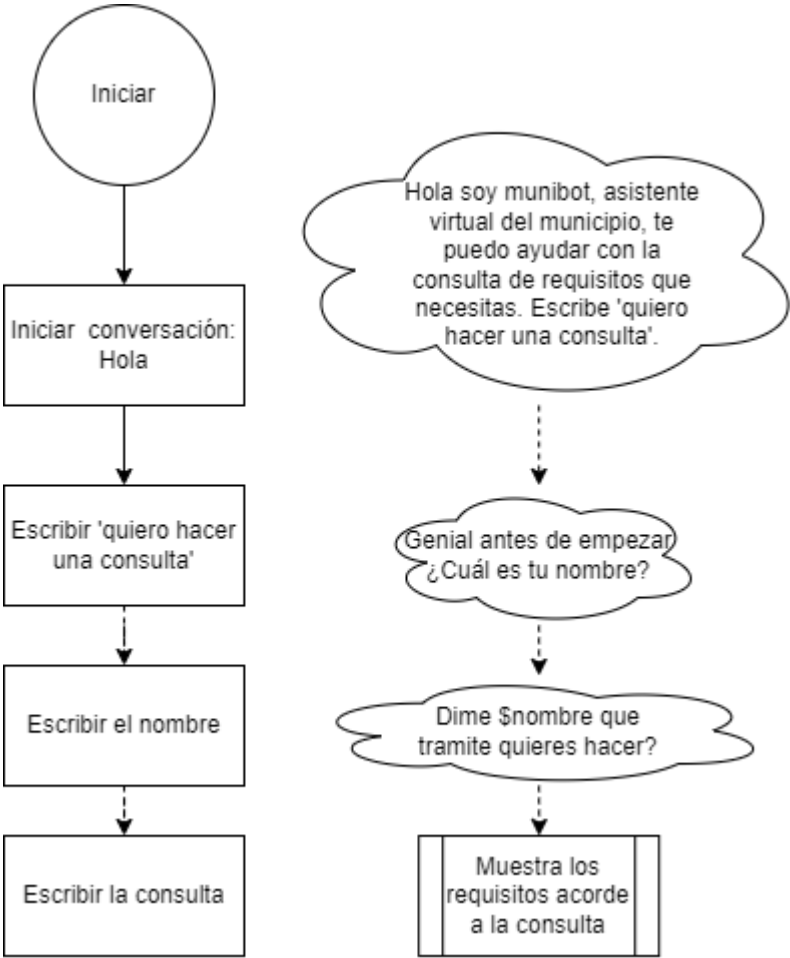 Iniciar
Hola soy munibot, asistente
virtual del municipio, te
puedo ayudar con la
consulta de requisitos que
necesitas. Escribe 'quiero
hacer una consulta'.
Iniciar conversación:
Hola
Escribir 'quiero hacer
una consulta'
Genial antes de empezar
¿Cuál es tu nombre?
Escribir el nombre
Dime $nombre que
tramite quieres hacer?
Escribir la consulta
Muestra los
requisitos acorde
a la consulta